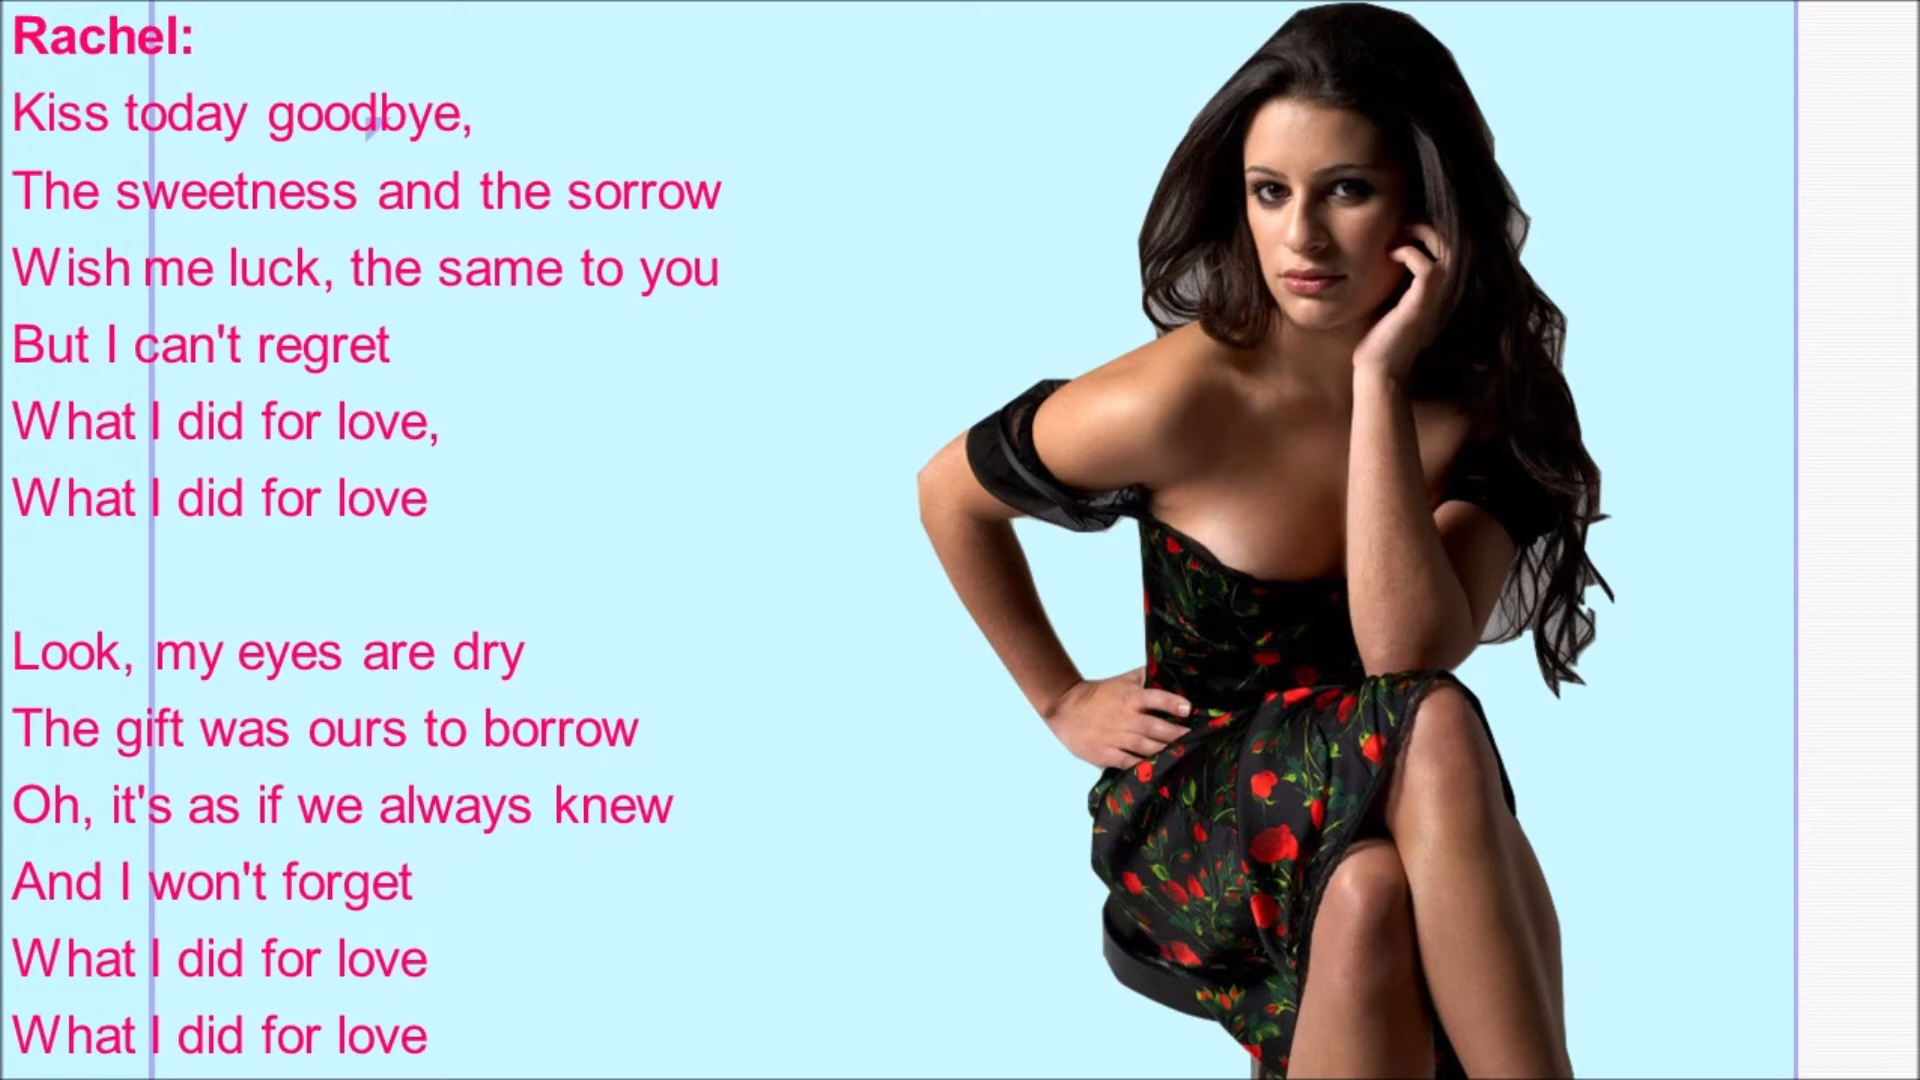 Rachel:
Kiss today goodbye,
The sweetness and the sorrow
Wish me luck, the same to you
But I can't regret
What I did for love,
What I did for love
Look, my eyes are dry
The gift was ours to borrow
Oh, it's as if we always knew
And I won't forget
What I did for love
What I did for love